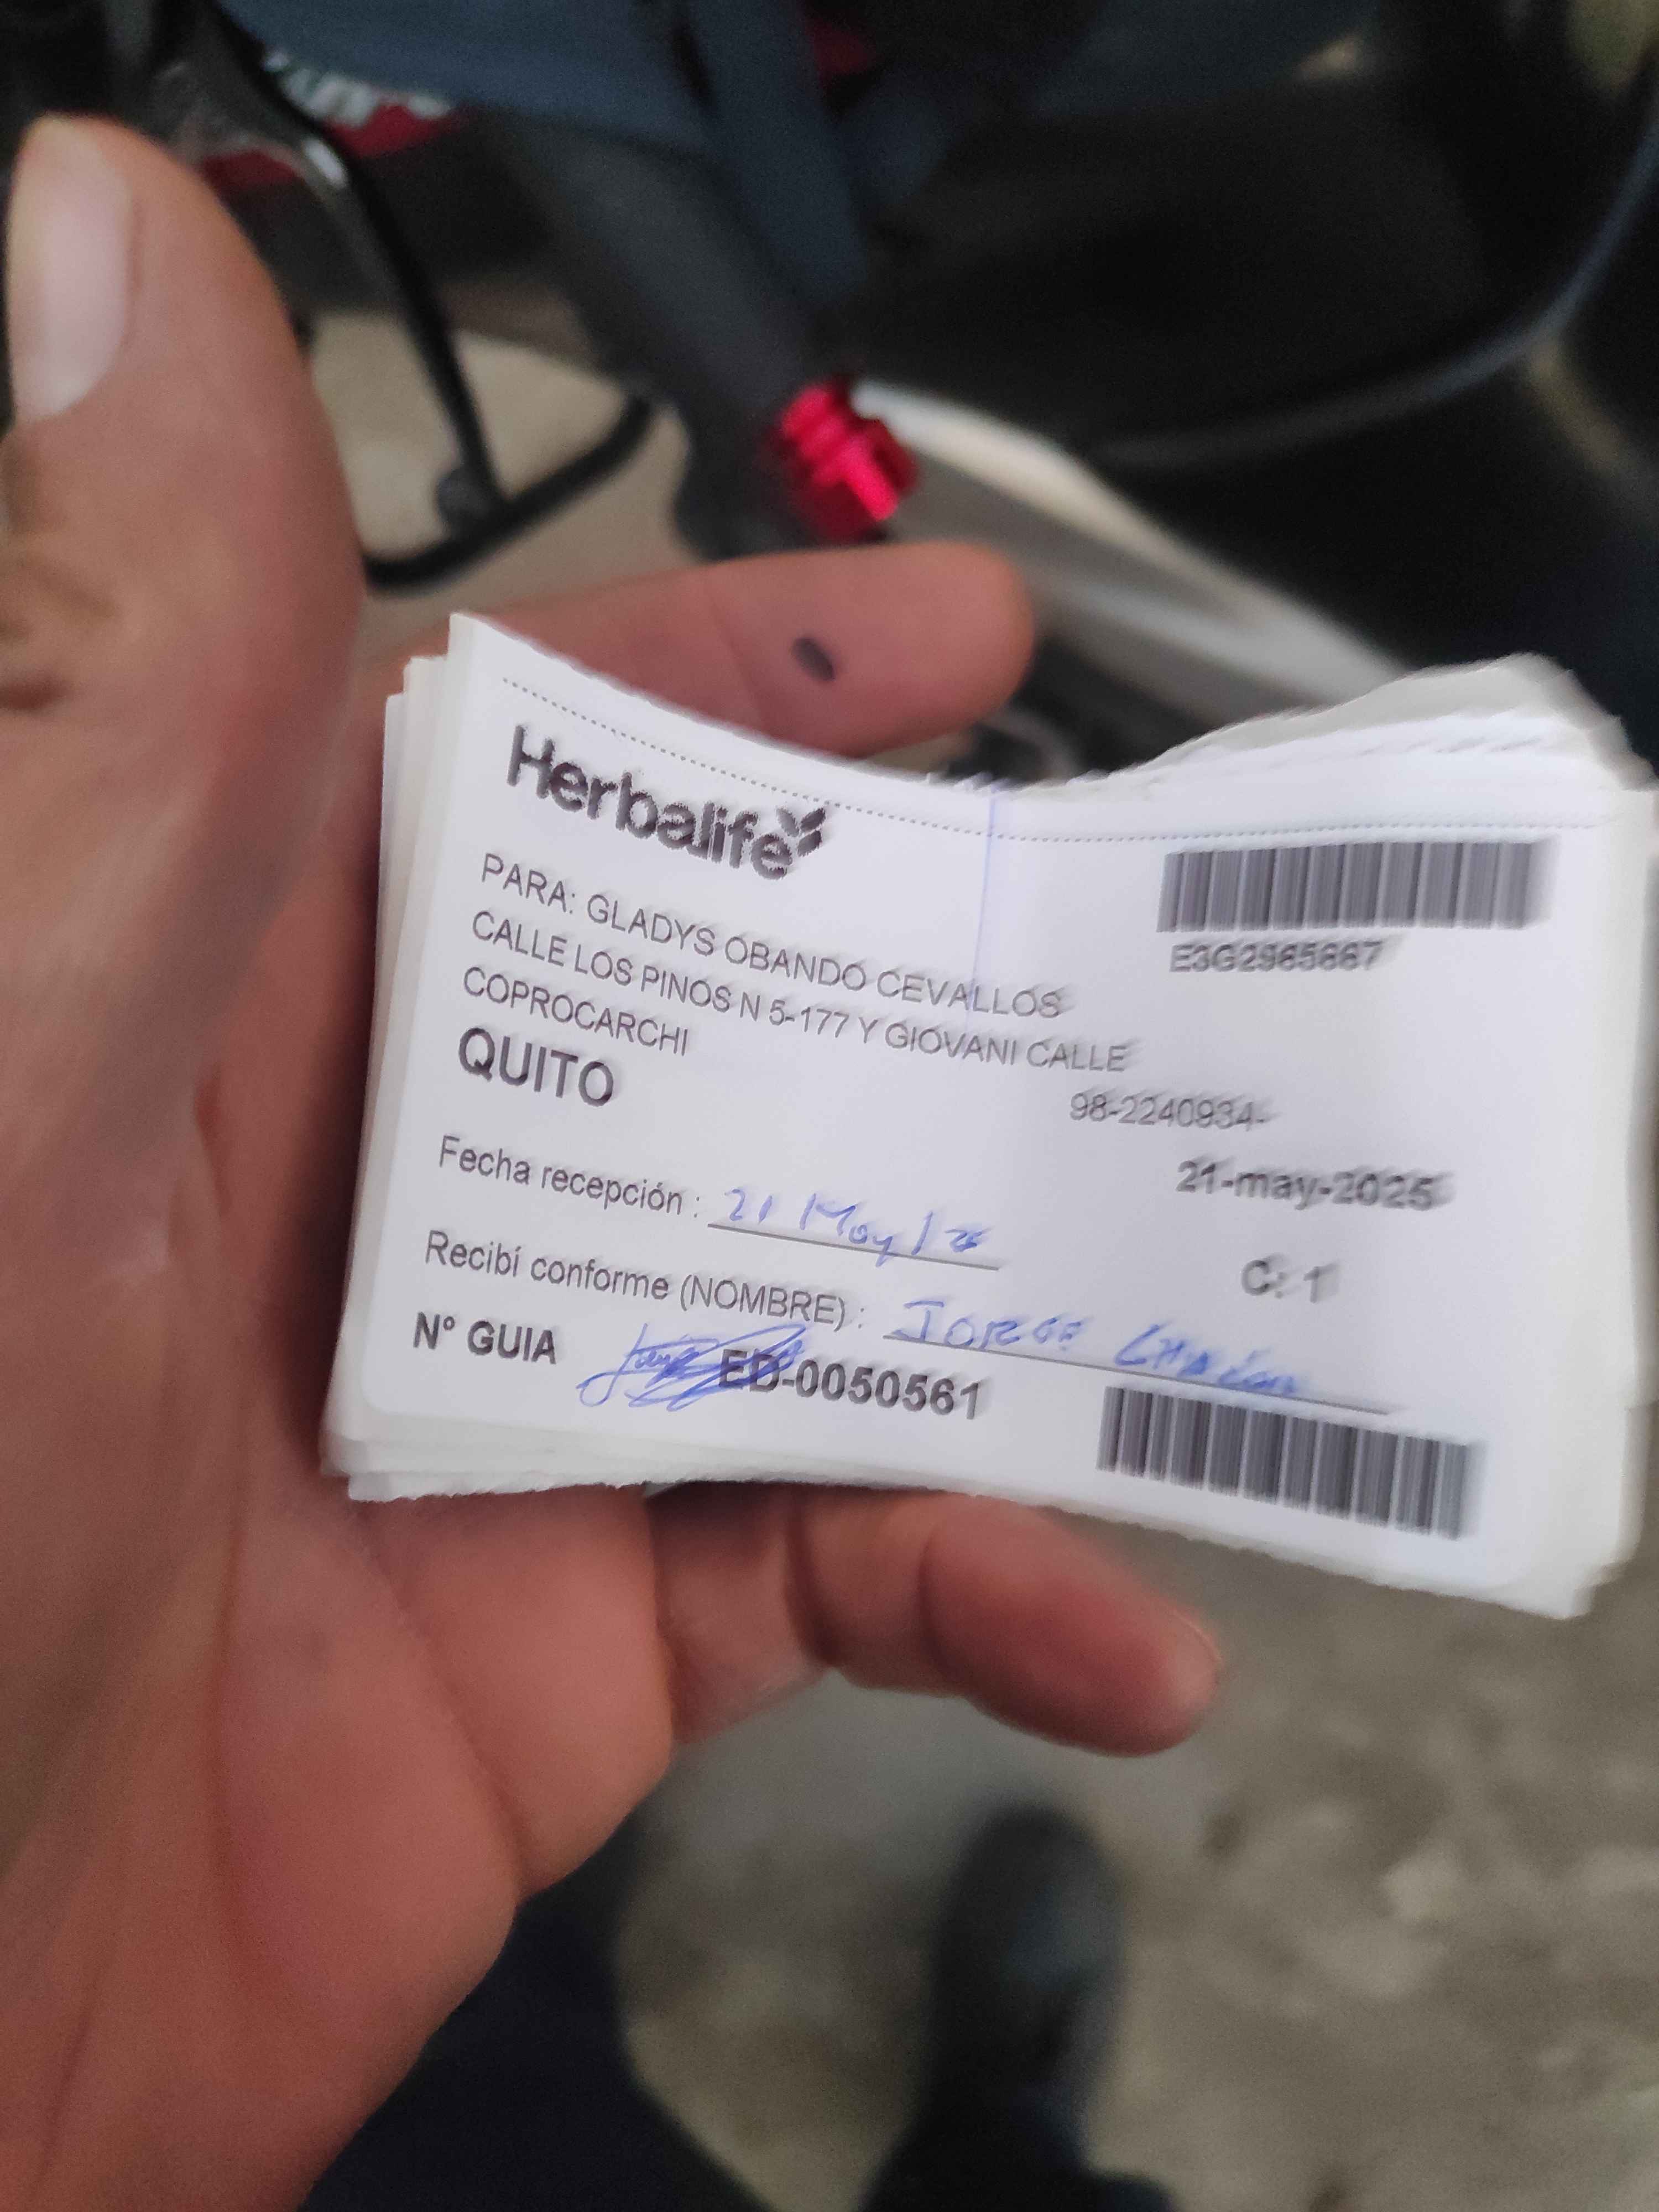 Herbalife
E3G2965667
PARA: GLADYS OBANDO CEVALLOS
CALLE LOS PINOS N 5-177 Y GIOVANI CALLE
COPROCARCHI
QUITO
98-2240934-
21-may-2025
Fecha recepción : 21 May /
C: 1
Recibí conforme (NOMBRE) : JORGE
N° GUIA ED-0050561